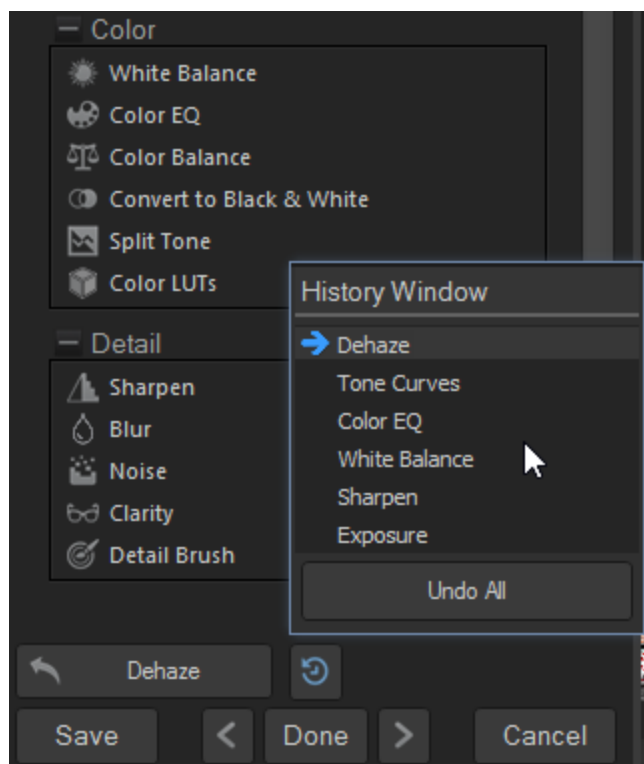 Color
White Balance
Color EQ
Color Balance
Convert to Black & White
Split Tone
Color LUTs
Detail
Sharpen
Blur
Noise
Clarity
Detail Brush
History Window
Dehaze
Tone Curves
Color EQ
White Balance
Sharpen
Exposure
Undo All
Dehaze
Save
<
Done
>
Cancel